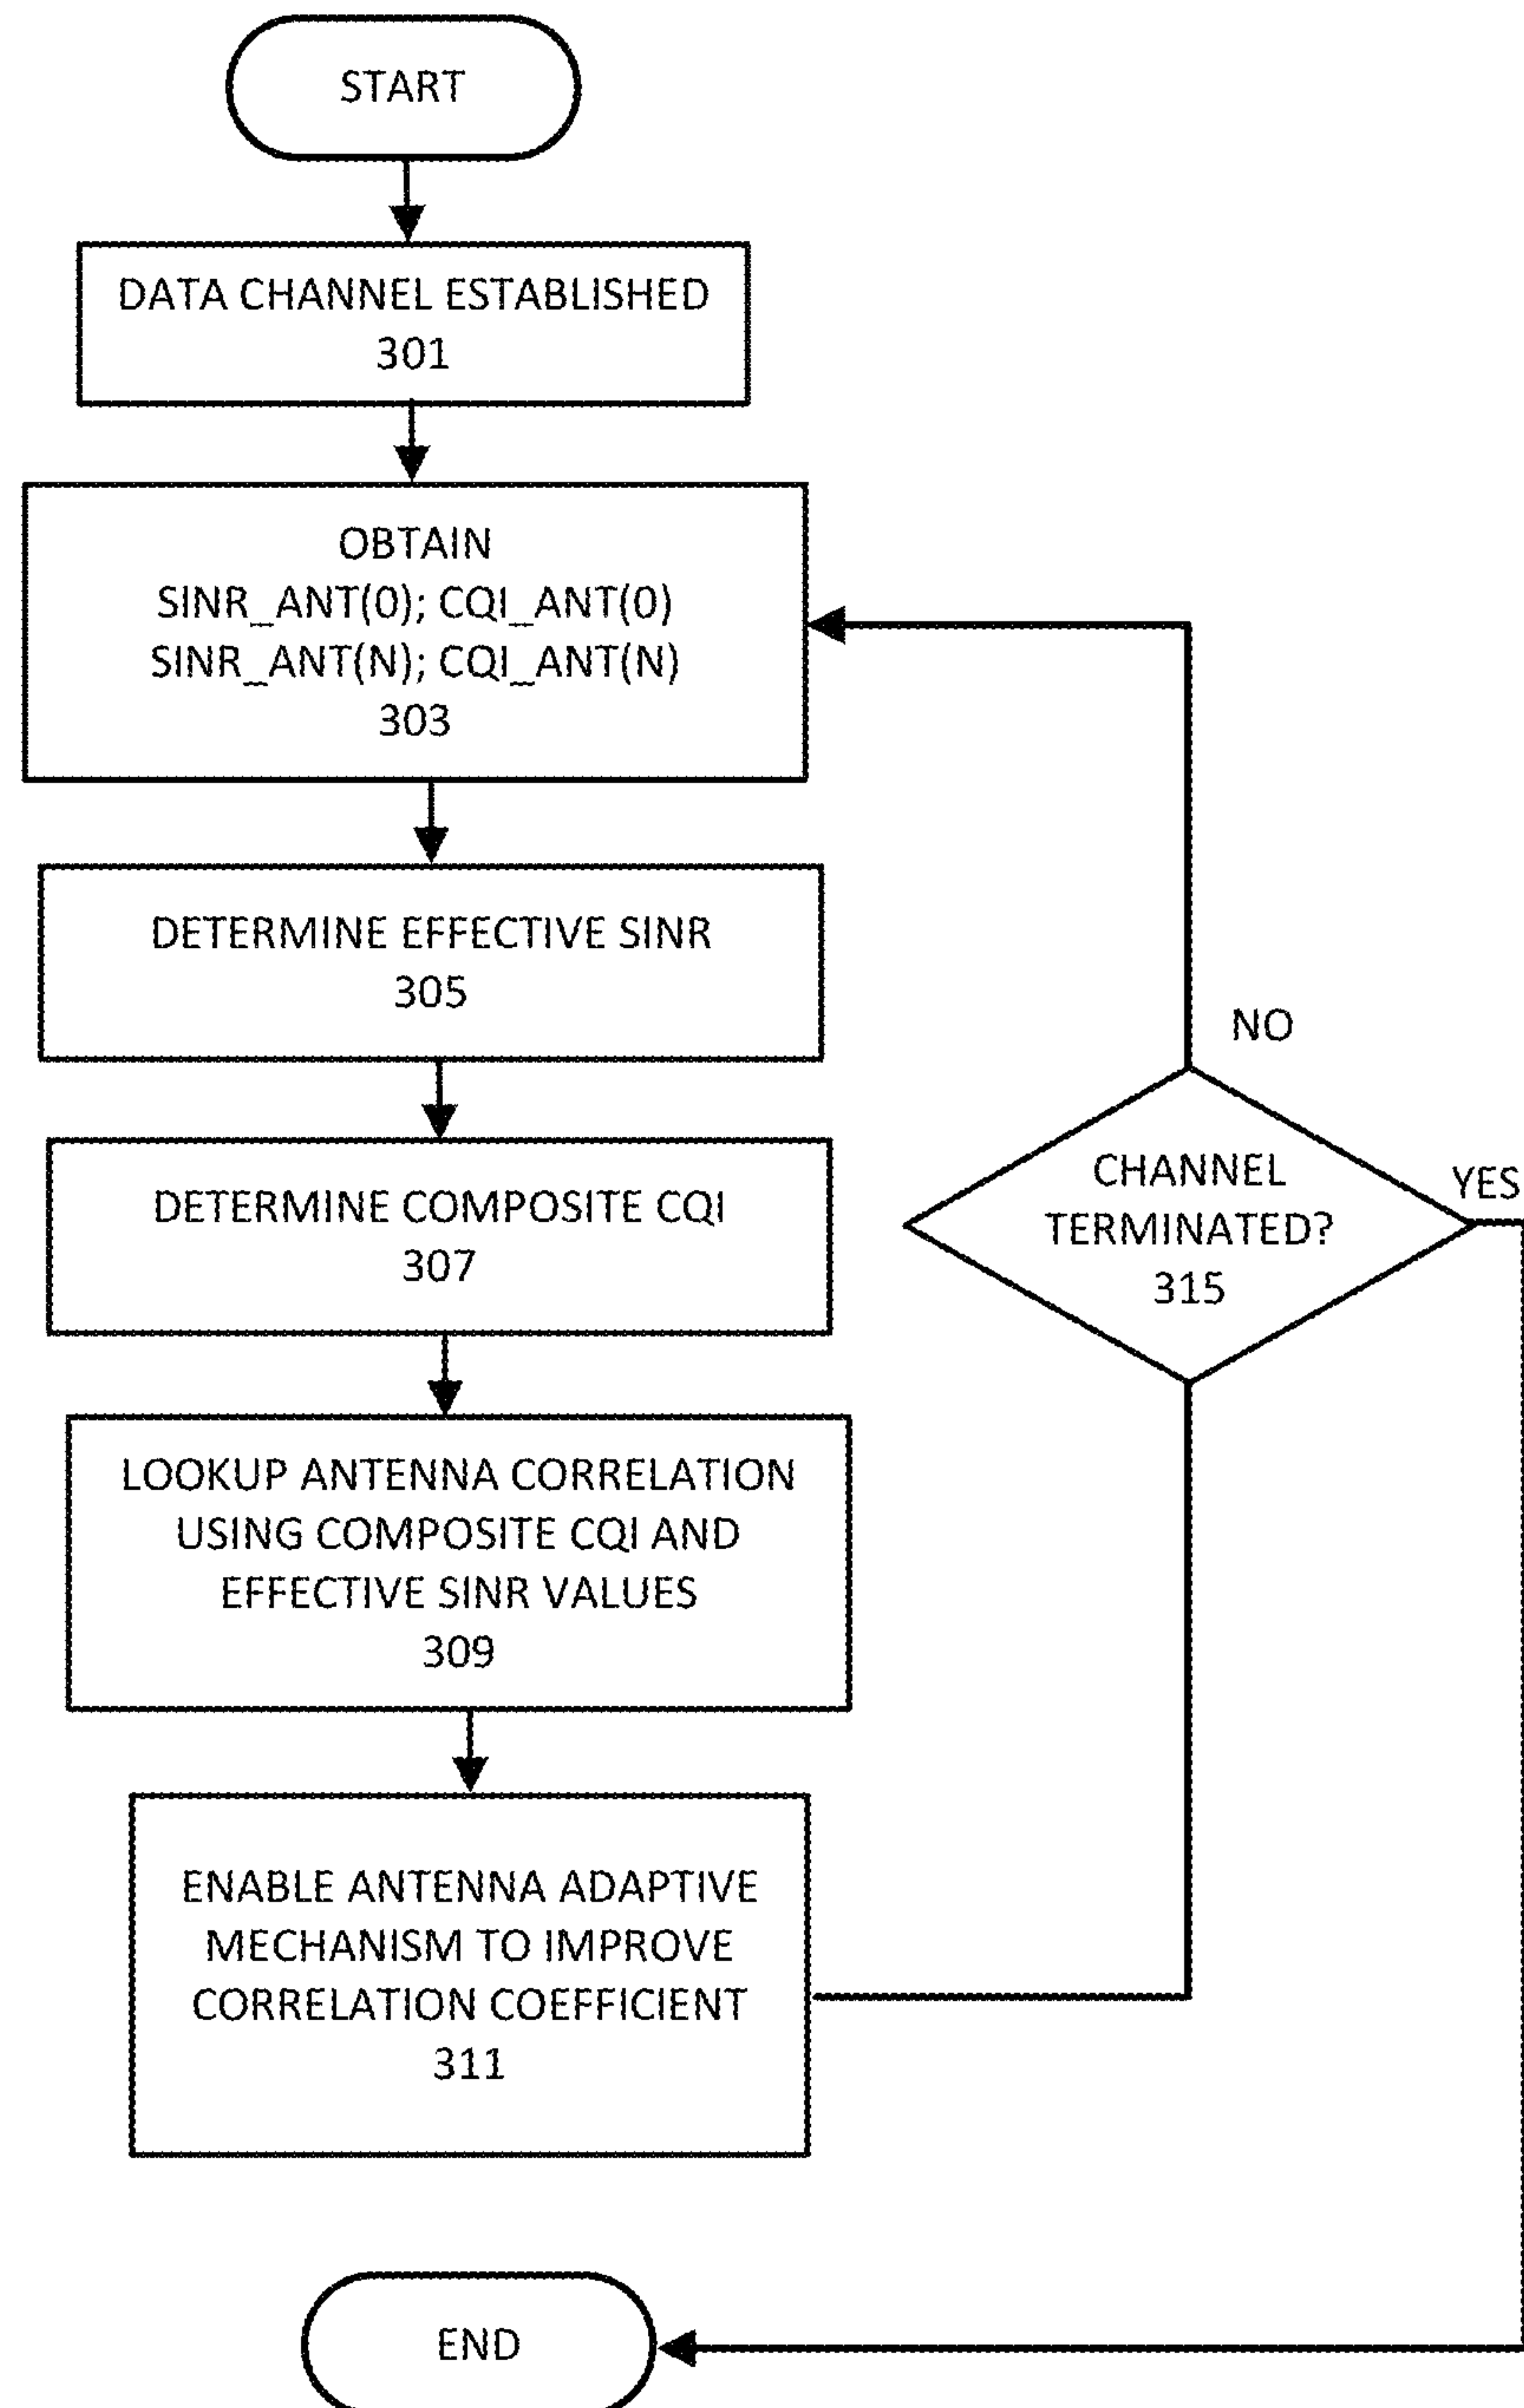 START
DATA CHANNEL ESTABLISHED
301
OBTAIN
SINR_ANT(0); CQI_ANT(0)
SINR_ANT(N); CQI_ANT(N)
303
DETERMINE EFFECTIVE SINR
305
DETERMINE COMPOSITE CQI
307
LOOKUP ANTENNA CORRELATION
USING COMPOSITE CQI AND
EFFECTIVE SINR VALUES
309
ENABLE ANTENNA ADAPTIVE
MECHANISM TO IMPROVE
CORRELATION COEFFICIENT
311
NO
CHANNEL
TERMINATED?
315
YES
END